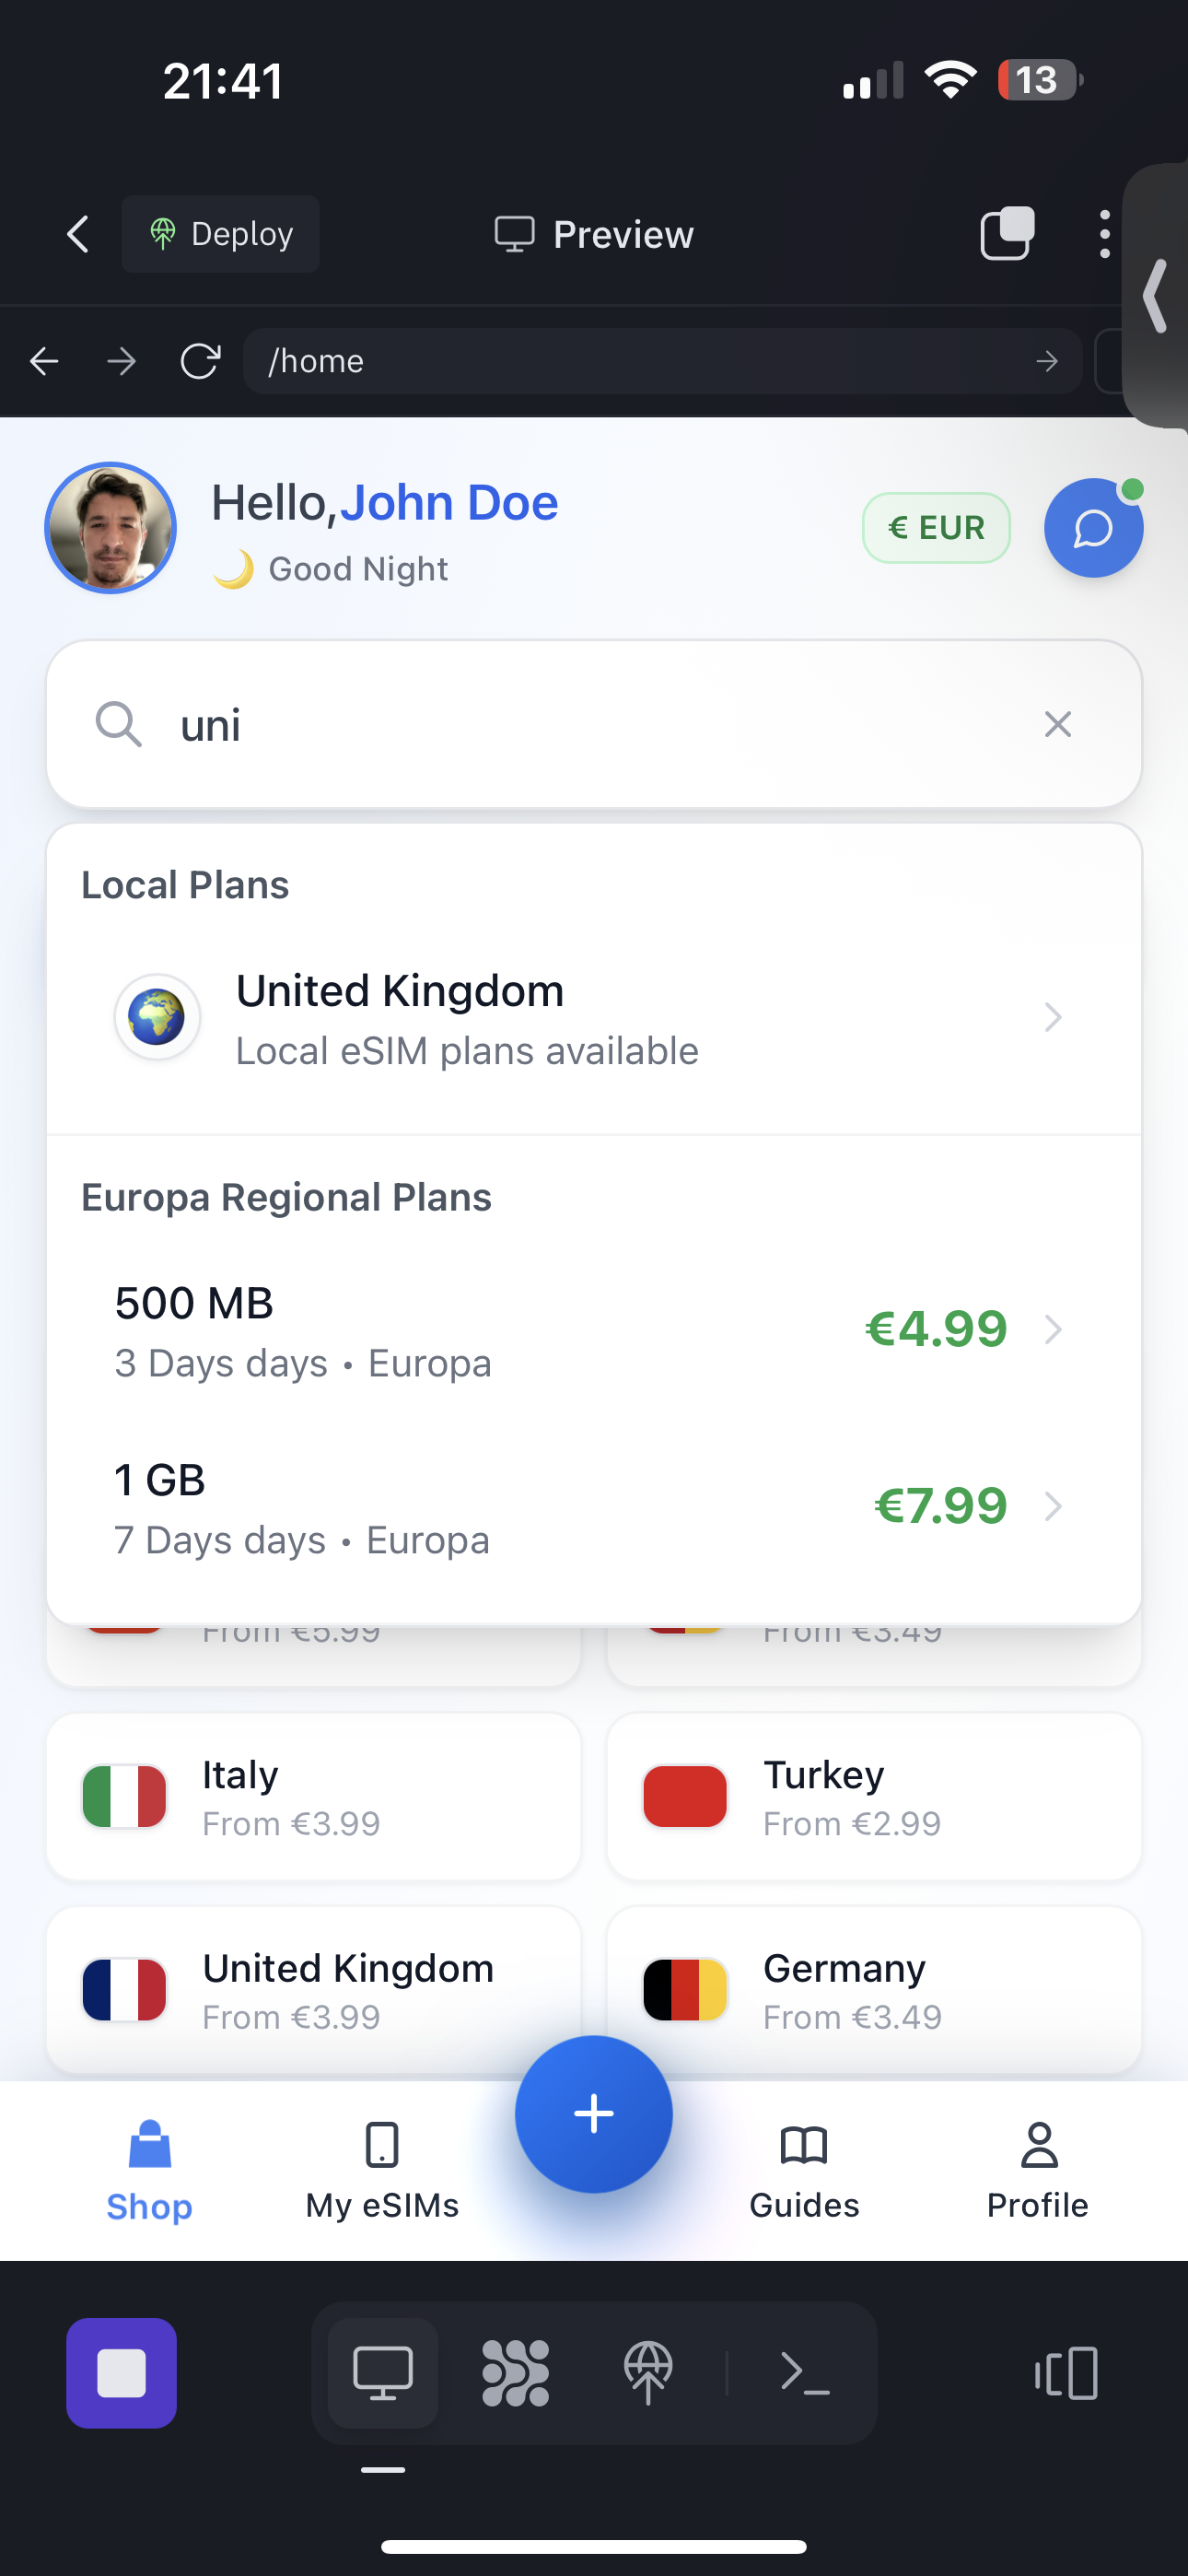 21:41
13
Deploy
Preview
/home
Hello,John Doe
🌙 Good Night
€ EUR
uni
Local Plans
United Kingdom
Local eSIM plans available
Europa Regional Plans
500 MB
3 Days days • Europa
€4.99
1 GB
7 Days days • Europa
€7.99
From €5.99
From €3.49
Italy
From €3.99
Turkey
From €2.99
United Kingdom
From €3.99
Germany
From €3.49
Shop
My eSIMs
Guides
Profile